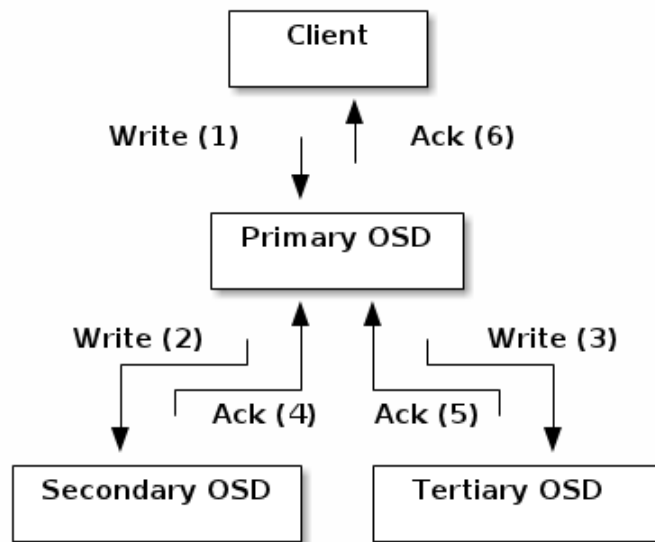 Client
Write (1)
Ack (6)
Primary OSD
Write (2)
Write (3)
Ack (4)
Ack (5)
Secondary OSD
Tertiary OSD